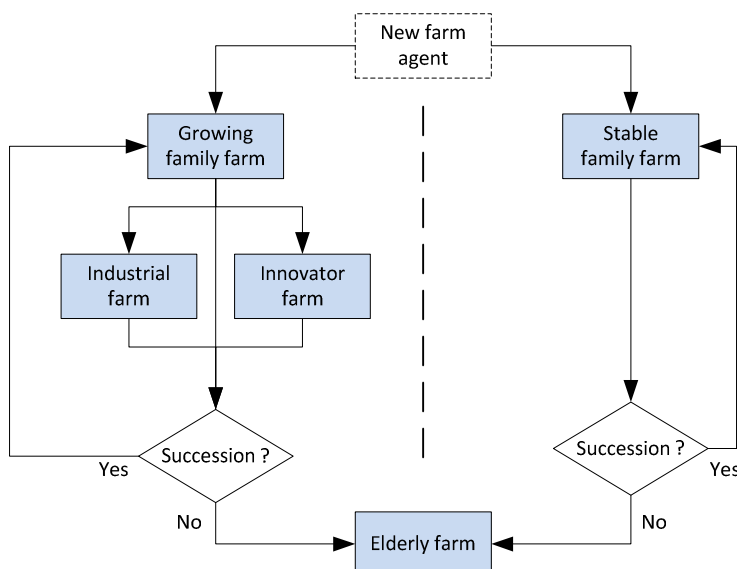 New farm
agent
Growing
family farm
Stable
family farm
Industrial
farm
Innovator
farm
Succession ?
Yes
No
Succession ?
Yes
No
Elderly farm